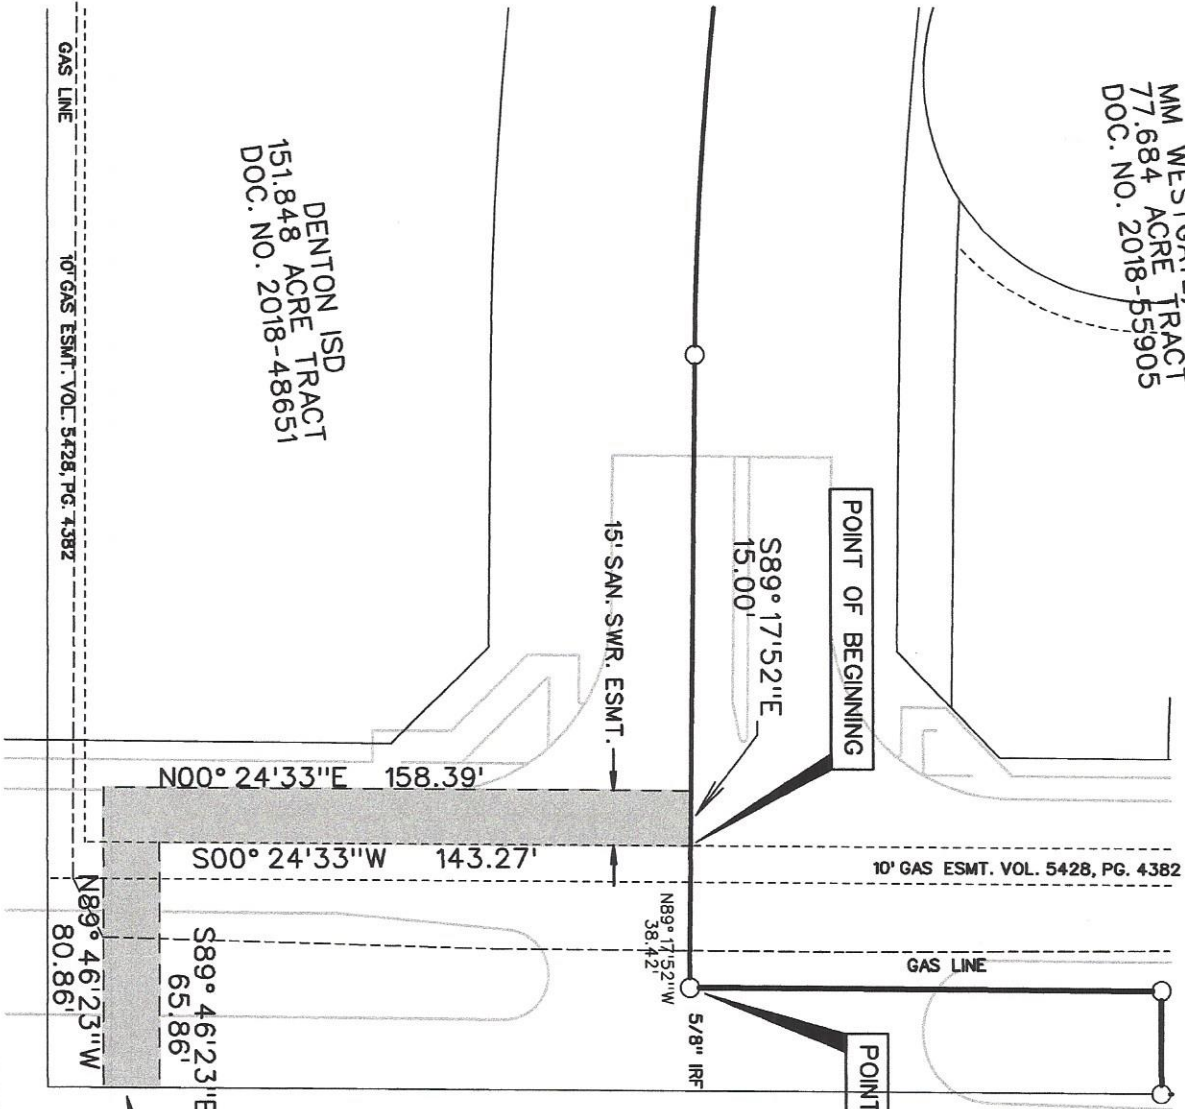 MM WESTGATE,
77.684 ACRE TRACT
DOC. NO. 2018-55905
DENTON ISD
151.848 ACRE TRACT
DOC. NO. 2018-48651
GAS LINE
10' GAS ESMT. VOL. 5428, PG. 4382
POINT OF BEGINNING
S89°17'52"E
15.00'
15' SAN. SWR. ESMT.
N00°24'33"E 158.39'
S00°24'33"W 143.27'
10' GAS ESMT. VOL. 5428, PG. 4382
N89°17'52"W
38.42'
GAS LINE
5/8" IRF
POINT
S89°46'23"E
65.86'
N89°46'23"W
80.86'